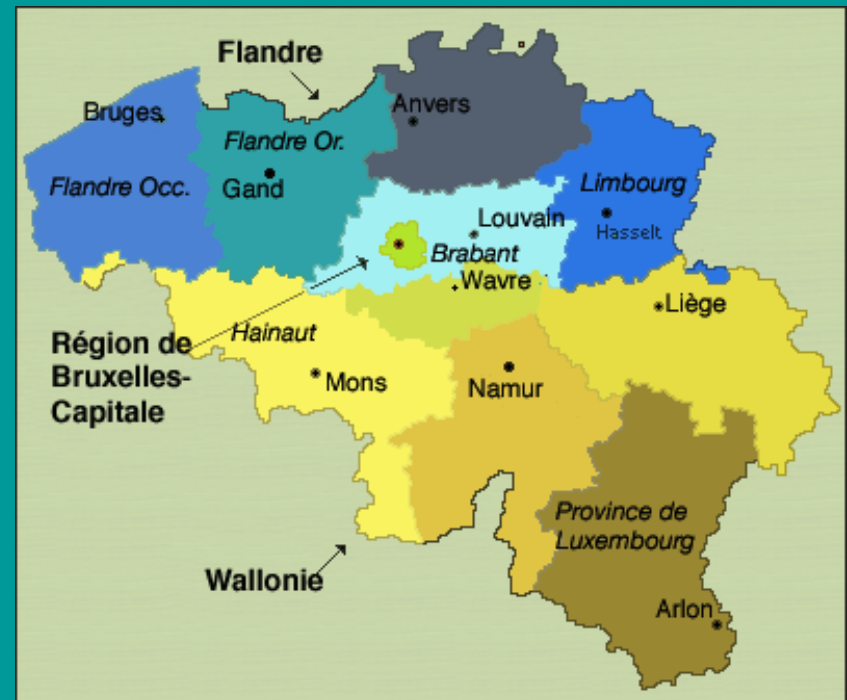 Flandre
Bruges
Anvers
Flandre Or.
Flandre Occ.
Gand
Limbourg
Louvain
Hasselt
Brabant
Wavre
Liège
Hainaut
Région de
Bruxelles-
Capitale
Mons
Namur
Province de
Luxembourg
Wallonie
Arlon